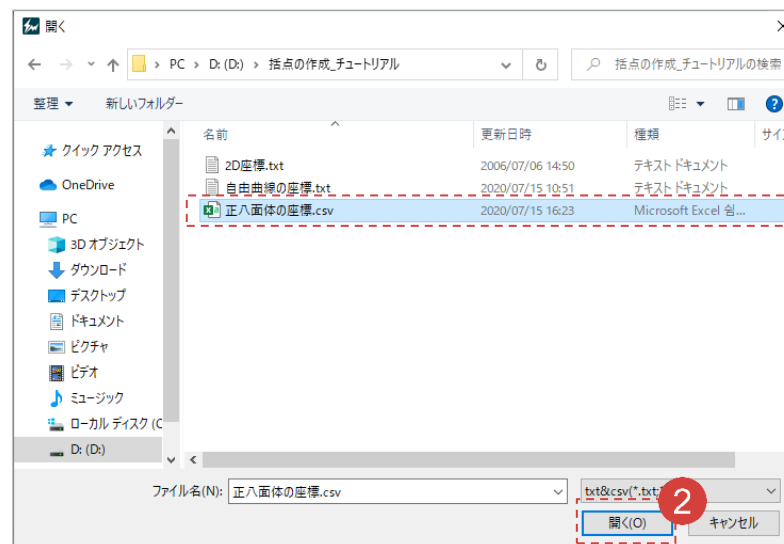 開く
PC › D: (D:) › 括点の作成_チュートリアル
括点の作成_チュートリアルの検索
整理 新しいフォルダー
名前 更新日時 種類 サイ
2D座標.txt 2006/07/06 14:50 テキスト ドキュメント
自由曲線の座標.txt 2020/07/15 10:51 テキスト ドキュメント
正八面体の座標.csv 2020/07/15 16:23 Microsoft Excel 쉼...
クイック アクセス
OneDrive
PC
3D オブジェクト
ダウンロード
デスクトップ
ドキュメント
ピクチャ
ビデオ
ミュージック
ローカル ディスク (C
D: (D:)
ファイル名(N): 正八面体の座標.csv
txt&csv(*.txt;
2
開く(O) キャンセル